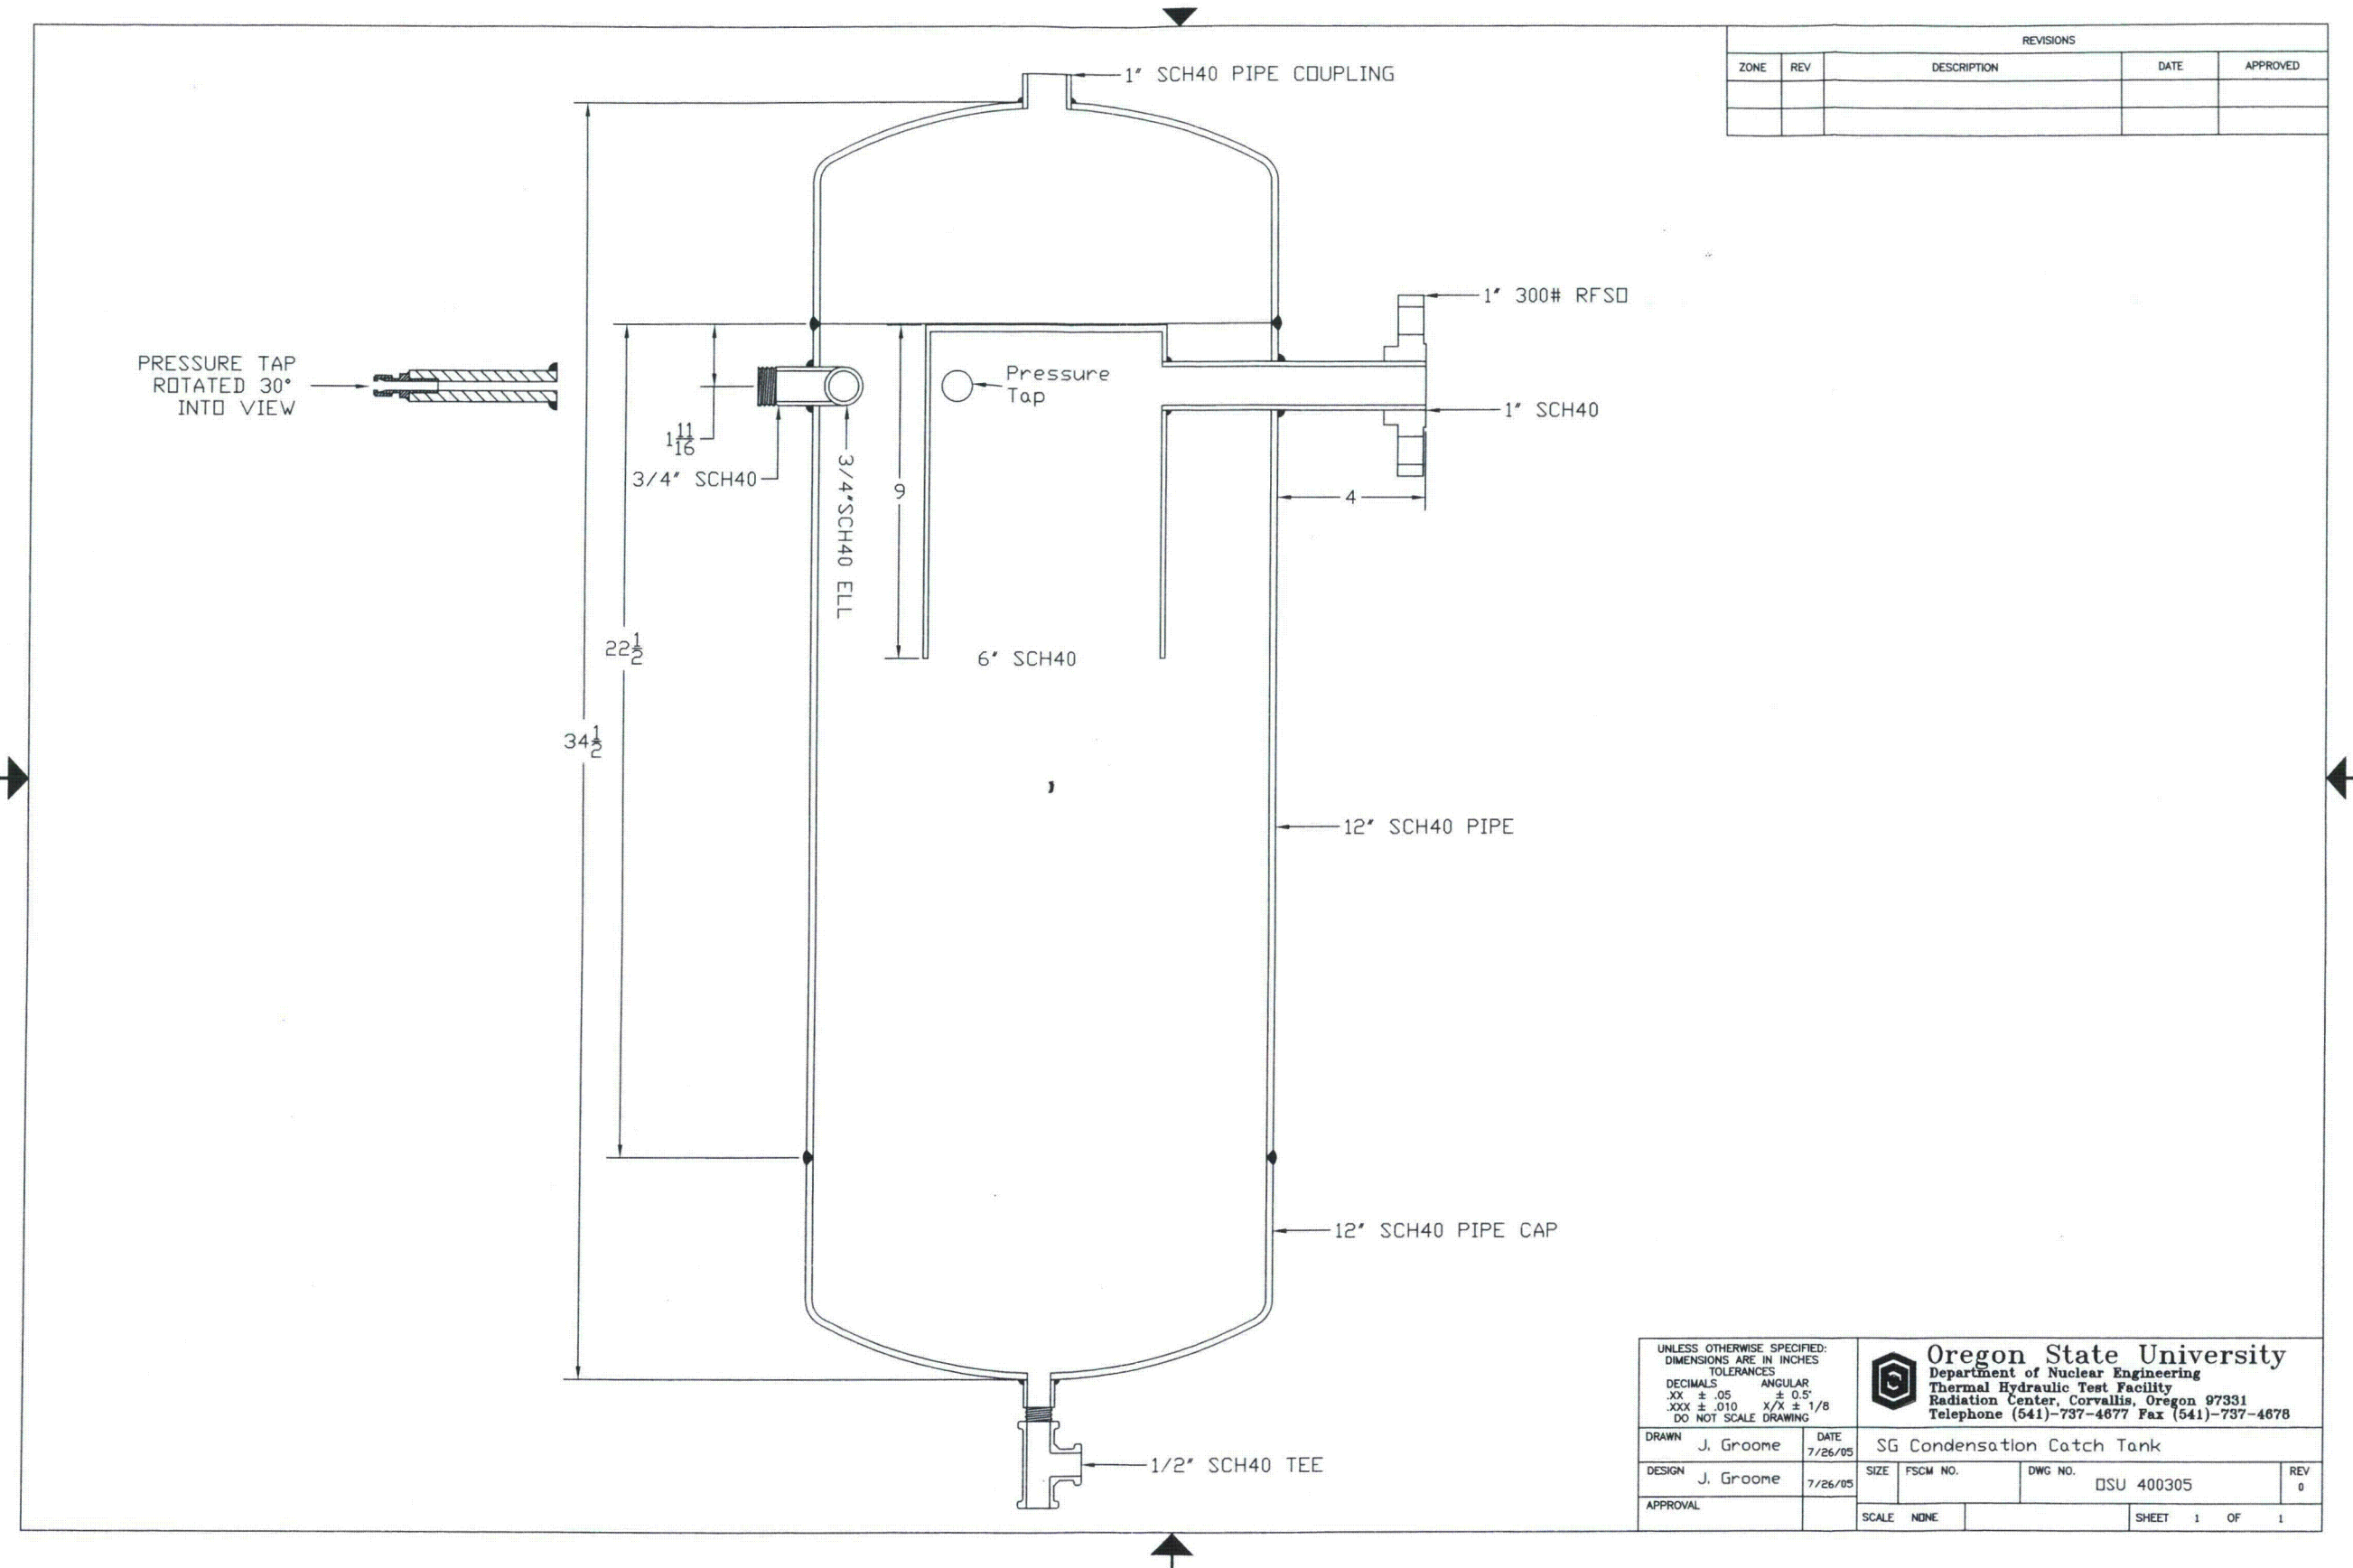 REVISIONS
ZONE REV DESCRIPTION DATE APPROVED
1" SCH40 PIPE COUPLING
1" 300# RFSO
PRESSURE TAP
ROTATED 30°
INTO VIEW
Pressure
Tap
1" SCH40
1 11/16
3/4" SCH40
3/4"SCH40 ELL
9
4
22 1/2
6" SCH40
34 1/2
12" SCH40 PIPE
12" SCH40 PIPE CAP
1/2" SCH40 TEE
UNLESS OTHERWISE SPECIFIED:
DIMENSIONS ARE IN INCHES
TOLERANCES
DECIMALS ANGULAR
.XX ± .05 ± 0.5°
.XXX ± .010 X/X ± 1/8
DO NOT SCALE DRAWING
Oregon State University
Department of Nuclear Engineering
Thermal Hydraulic Test Facility
Radiation Center, Corvallis, Oregon 97331
Telephone (541)-737-4677 Fax (541)-737-4678
DRAWN J. Groome DATE 7/26/05
SG Condensation Catch Tank
DESIGN J. Groome 7/26/05
SIZE FSCM NO. DWG NO. OSU 400305 REV 0
APPROVAL
SCALE NONE SHEET 1 OF 1